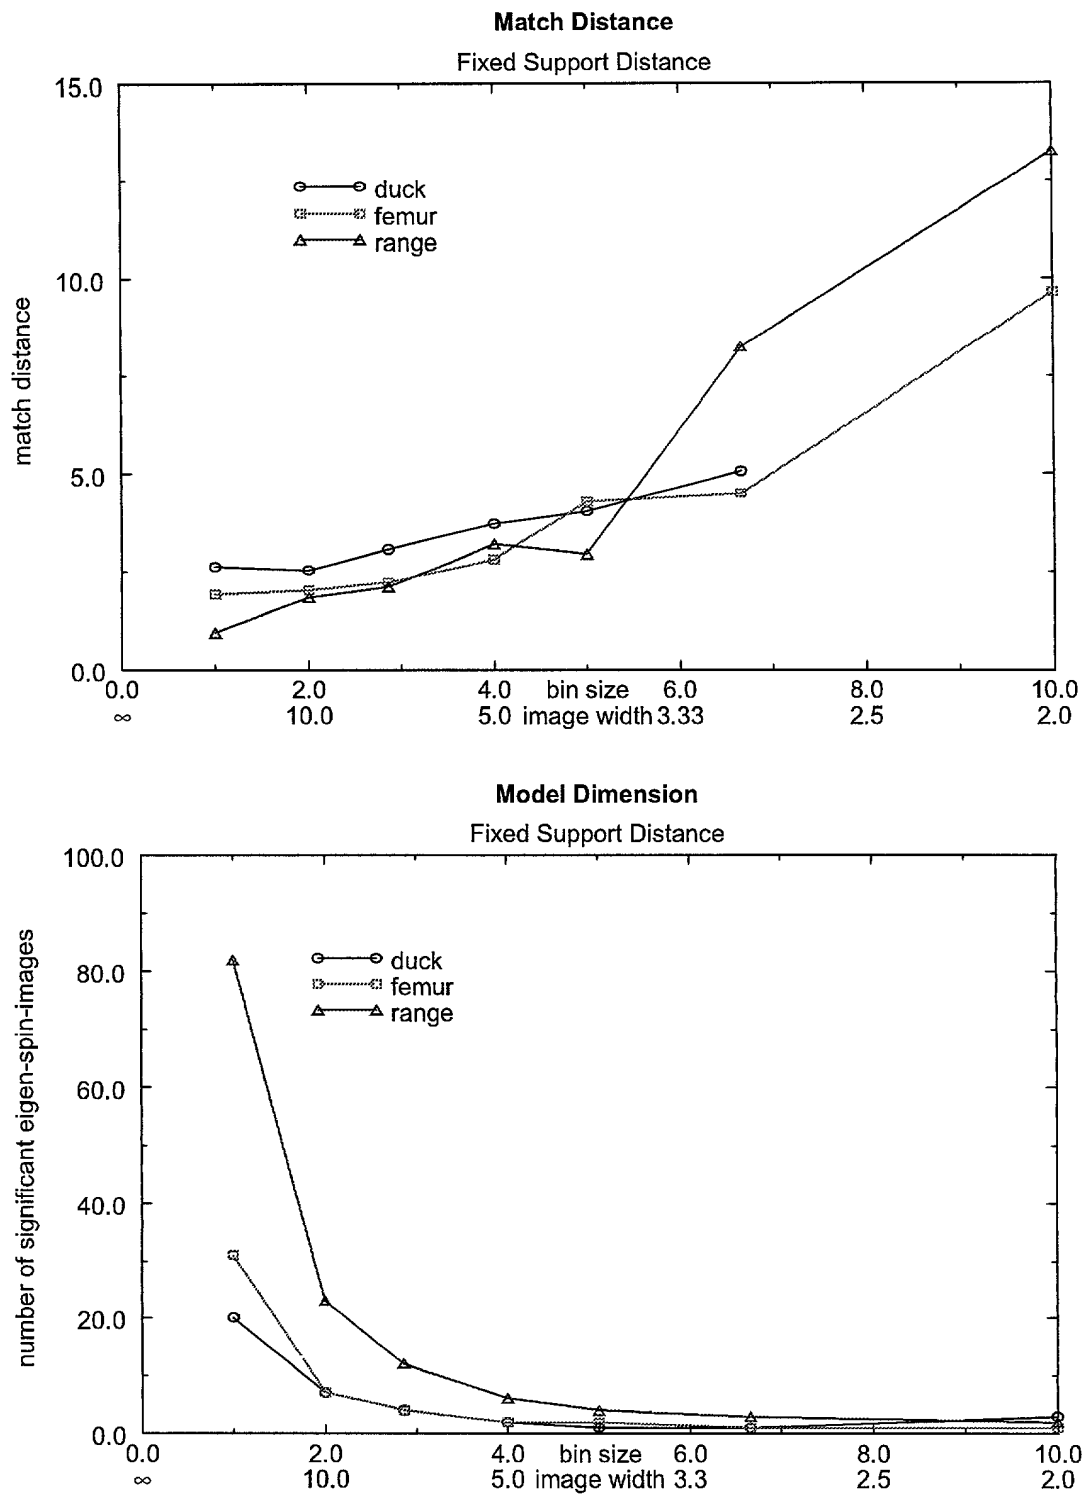 Match Distance
Fixed Support Distance
15.0
duck
femur
range
10.0
match distance
5.0
0.0
0.0 2.0 4.0 bin size 6.0 8.0 10.0
∞ 10.0 5.0 image width 3.33 2.5 2.0
Model Dimension
Fixed Support Distance
100.0
duck
femur
range
80.0
number of significant eigen-spin-images
60.0
40.0
20.0
0.0
0.0 2.0 4.0 bin size 6.0 8.0 10.0
∞ 10.0 5.0 image width 3.3 2.5 2.0